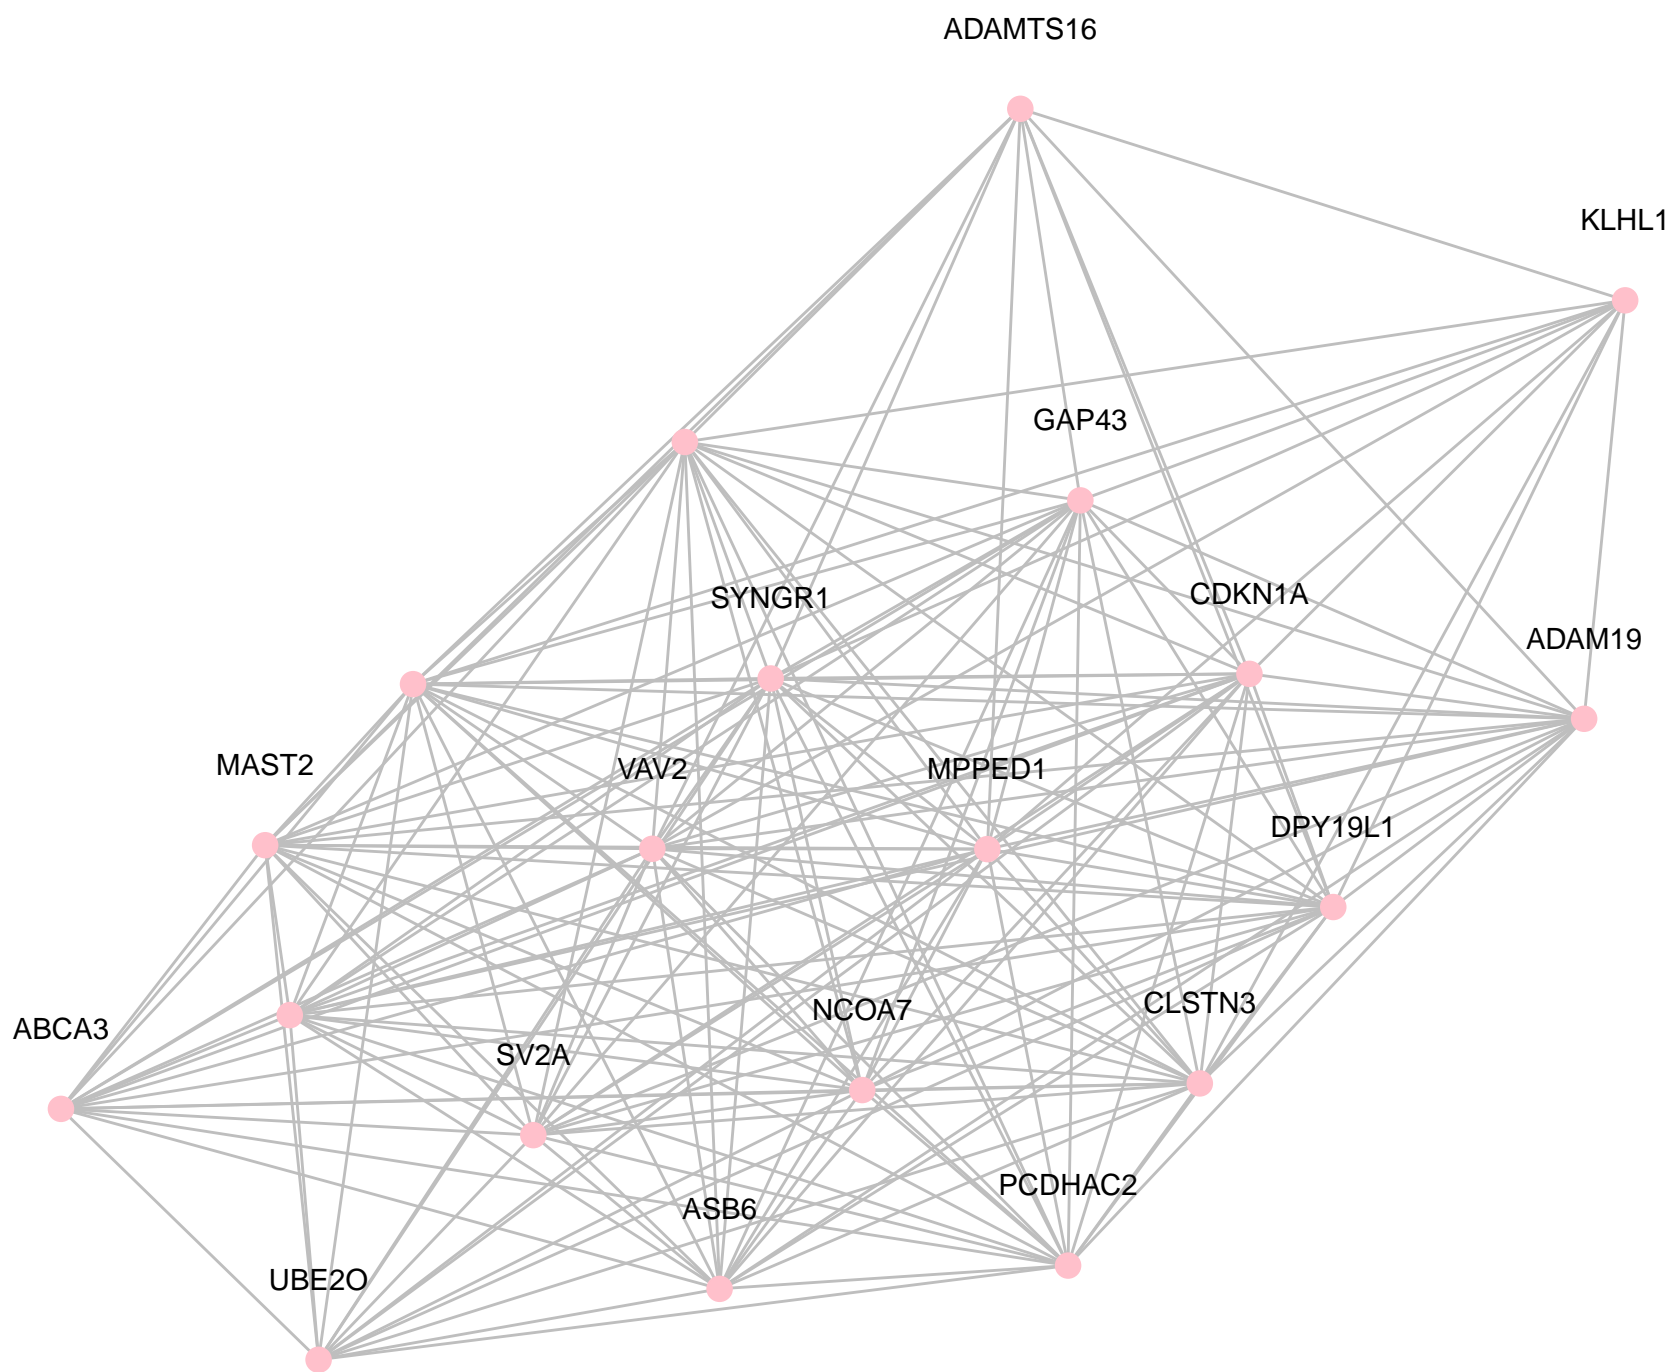 ADAMTS16
KLHL1
GAP43
SYNGR1
CDKN1A
ADAM19
MAST2
VAV2
MPPED1
DPY19L1
ABCA3
SV2A
NCOA7
CLSTN3
PCDHAC2
ASB6
UBE2O